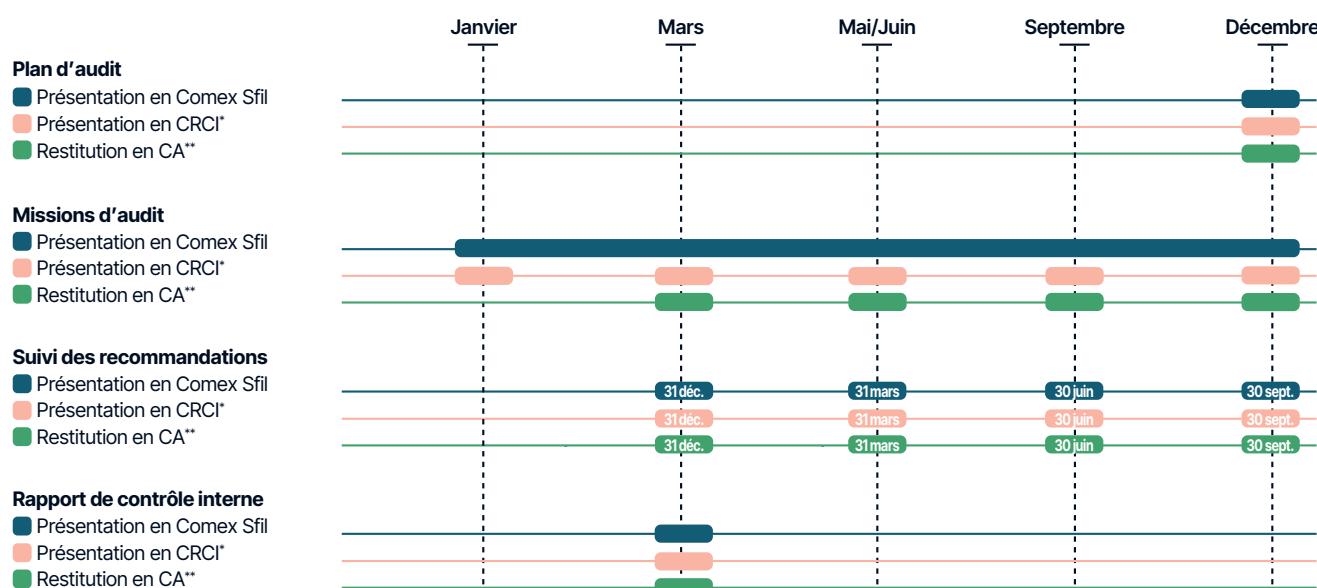 Janvier Mars Mai/Juin Septembre Décembre
Plan d’audit
Présentation en Comex Sfil
Présentation en CRCI*
Restitution en CA**
Missions d’audit
Présentation en Comex Sfil
Présentation en CRCI*
Restitution en CA**
Suivi des recommandations
Présentation en Comex Sfil 31 déc. 31 mars 30 juin 30 sept.
Présentation en CRCI* 31 déc. 31 mars 30 juin 30 sept.
Restitution en CA** 31 déc. 31 mars 30 juin 30 sept.
Rapport de contrôle interne
Présentation en Comex Sfil
Présentation en CRCI*
Restitution en CA**